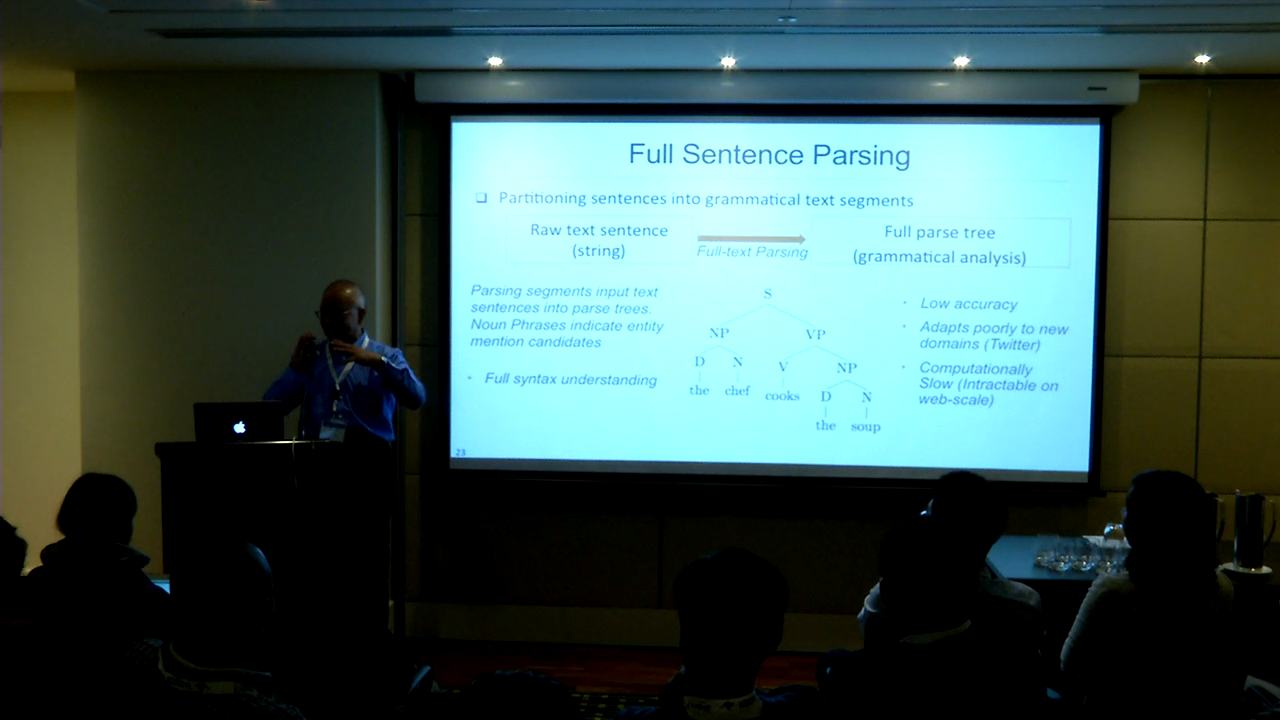 Full Sentence Parsing
❑ Partitioning sentences into grammatical text segments
Raw text sentence
(string)
Full-text Parsing
Full parse tree
(grammatical analysis)
Parsing segments input text
sentences into parse trees.
Noun Phrases indicate entity
mention candidates
• Full syntax understanding
S
NP VP
D N V NP
the chef cooks D N
the soup
• Low accuracy
• Adapts poorly to new
domains (Twitter)
• Computationally
Slow (Intractable on
web-scale)
23